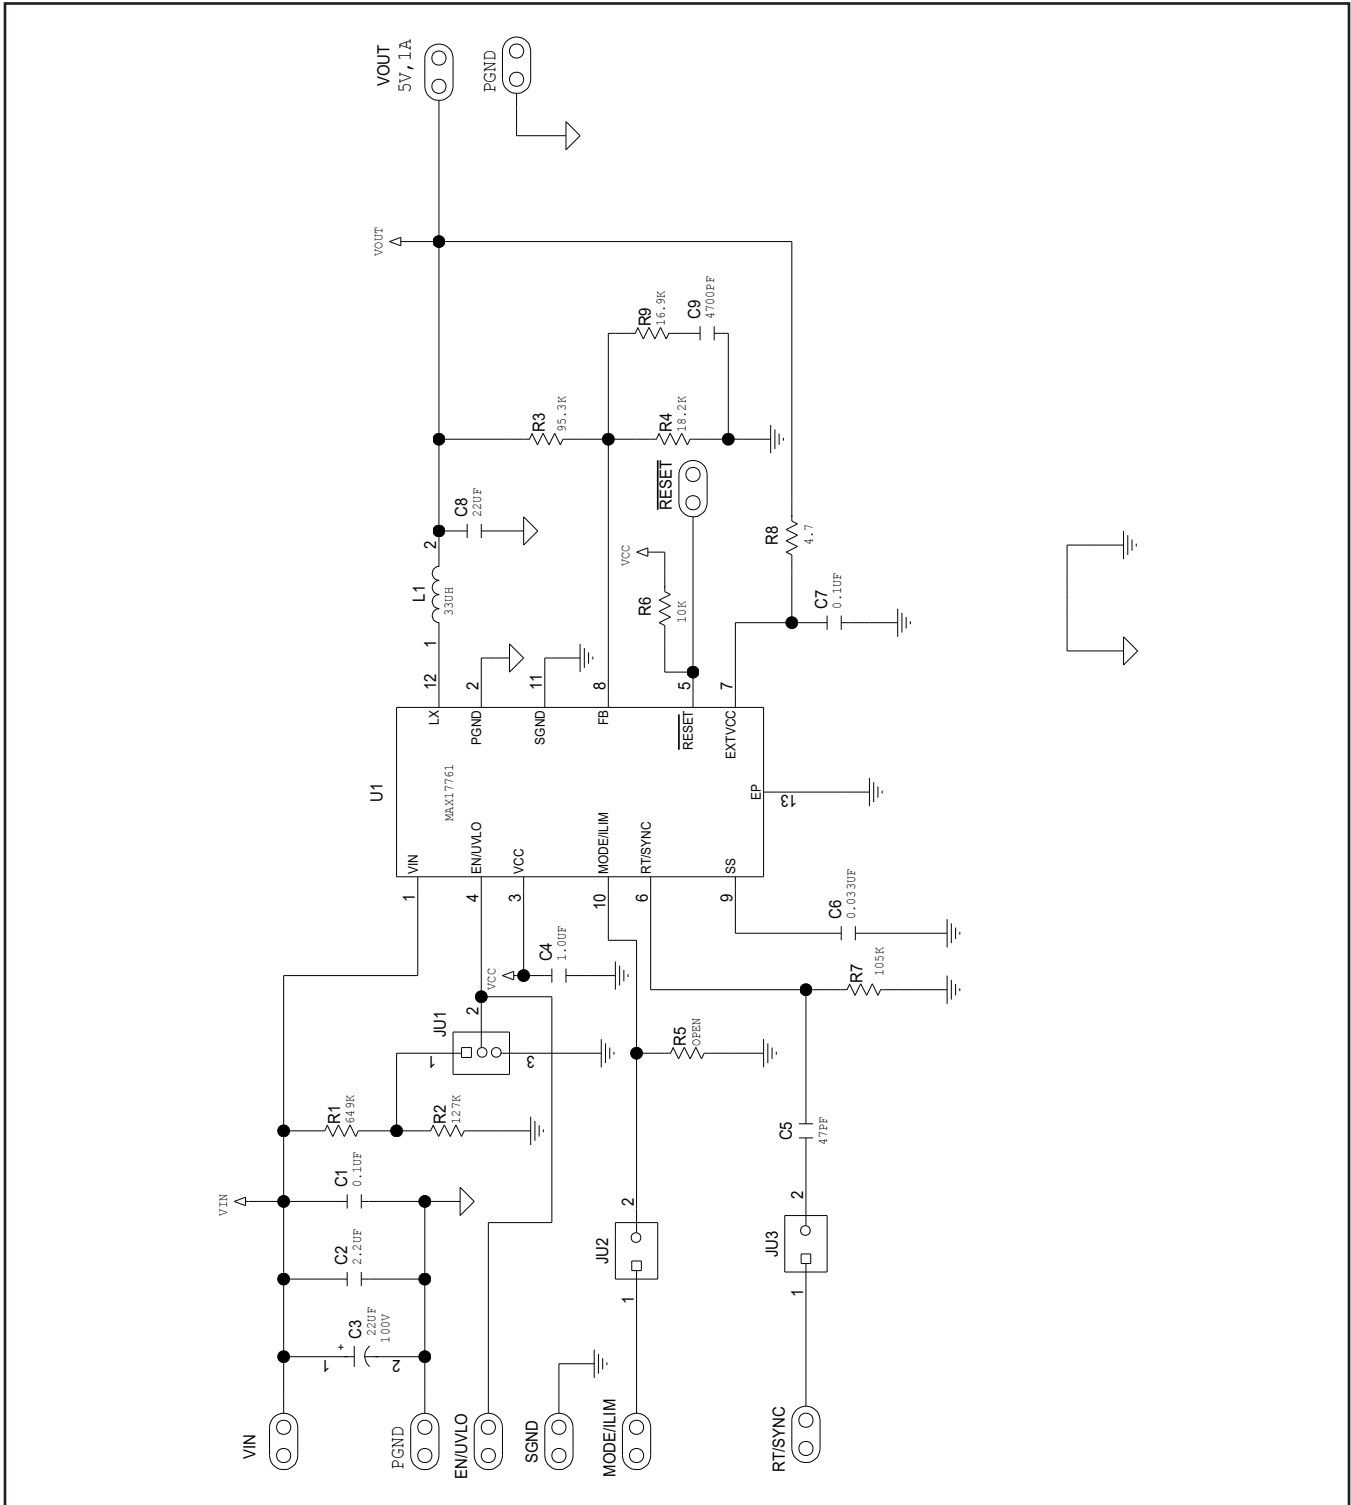 VOUT
5V, 1A
PGND
VOUT
R9
16.9K
C9
4700PF
R3
95.3K
R4
18.2K
RESET
C8
22UF
2
L1
33UH
1
VCC
R6
10K
R8
4.7
C7
0.1UF
12
2
11
8
5
7
LX
PGND
SGND
FB
RESET
EXTVCC
U1
MAX17761
EP
13
VIN
EN/UVLO
VCC
MODE/ILIM
RT/SYNC
SS
1
4
3
10
6
9
VCC
C4
1.0UF
C6
0.033UF
R7
105K
JU1
2
1
3
R5
OPEN
R1
649K
R2
127K
C5
47PF
VIN
C1
0.1UF
C2
2.2UF
C3
22UF
100V
+
1
2
JU2
2
1
JU3
2
1
VIN
PGND
EN/UVLO
SGND
MODE/ILIM
RT/SYNC